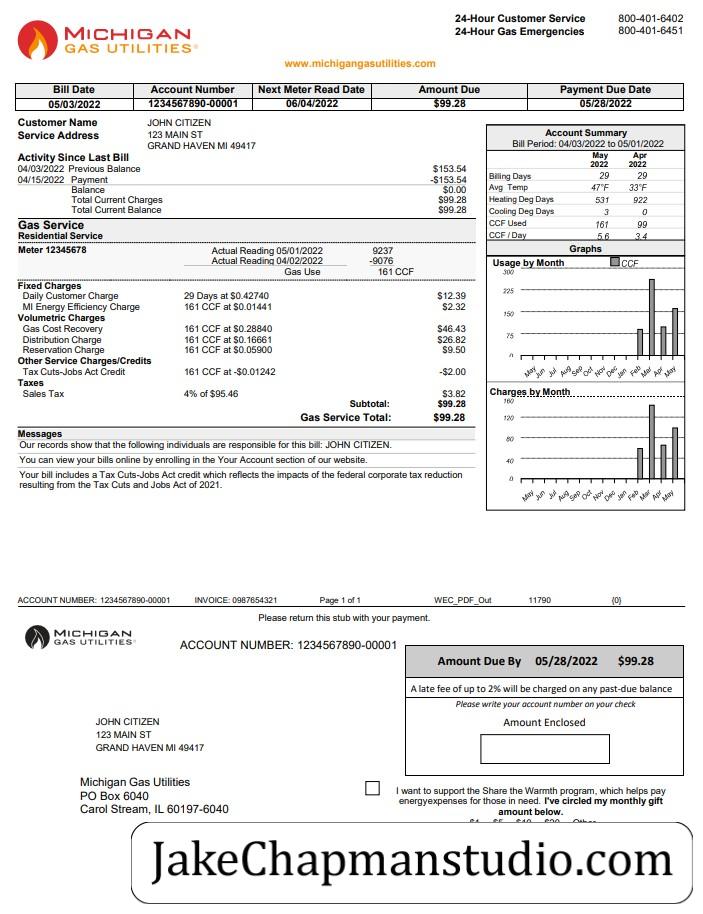 MICHIGAN
GAS UTILITIES®
24-Hour Customer Service 800-401-6402
24-Hour Gas Emergencies 800-401-6451
www.michigangasutilities.com
Bill Date Account Number Next Meter Read Date Amount Due Payment Due Date
05/03/2022 1234567890-00001 06/04/2022 $99.28 05/28/2022
Customer Name JOHN CITIZEN
Service Address 123 MAIN ST
GRAND HAVEN MI 49417
Activity Since Last Bill
04/03/2022 Previous Balance $153.54
04/15/2022 Payment -$153.54
Balance $0.00
Total Current Charges $99.28
Total Current Balance $99.28
Gas Service
Residential Service
Meter 12345678 Actual Reading 05/01/2022 9237
Actual Reading 04/02/2022 -9076
Gas Use 161 CCF
Fixed Charges
Daily Customer Charge 29 Days at $0.42740 $12.39
MI Energy Efficiency Charge 161 CCF at $0.01441 $2.32
Volumetric Charges
Gas Cost Recovery 161 CCF at $0.28840 $46.43
Distribution Charge 161 CCF at $0.16661 $26.82
Reservation Charge 161 CCF at $0.05900 $9.50
Other Service Charges/Credits
Tax Cuts-Jobs Act Credit 161 CCF at -$0.01242 -$2.00
Taxes
Sales Tax 4% of $95.46 $3.82
Subtotal: $99.28
Gas Service Total: $99.28
Messages
Our records show that the following individuals are responsible for this bill: JOHN CITIZEN.
You can view your bills online by enrolling in the Your Account section of our website.
Your bill includes a Tax Cuts-Jobs Act credit which reflects the impacts of the federal corporate tax reduction
resulting from the Tax Cuts and Jobs Act of 2021.
Account Summary
Bill Period: 04/03/2022 to 05/01/2022
May Apr
2022 2022
Billing Days 29 29
Avg Temp 47°F 33°F
Heating Deg Days 531 922
Cooling Deg Days 3 0
CCF Used 161 99
CCF / Day 5.6 3.4
Graphs
Usage by Month CCF
300
225
150
75
0
May Jun Jul Aug Sep Oct Nov Dec Jan Feb Mar Apr May
Charges by Month
160
120
80
40
0
May Jun Jul Aug Sep Oct Nov Dec Jan Feb Mar Apr May
ACCOUNT NUMBER: 1234567890-00001 INVOICE: 0987654321 Page 1 of 1 WEC_PDF_Out 11790 {0}
Please return this stub with your payment.
MICHIGAN
GAS UTILITIES®
ACCOUNT NUMBER: 1234567890-00001
Amount Due By 05/28/2022 $99.28
A late fee of up to 2% will be charged on any past-due balance
Please write your account number on your check
Amount Enclosed
JOHN CITIZEN
123 MAIN ST
GRAND HAVEN MI 49417
Michigan Gas Utilities
PO Box 6040
Carol Stream, IL 60197-6040
I want to support the Share the Warmth program, which helps pay
energyexpenses for those in need. I've circled my monthly gift
amount below.
JakeChapmanstudio.com